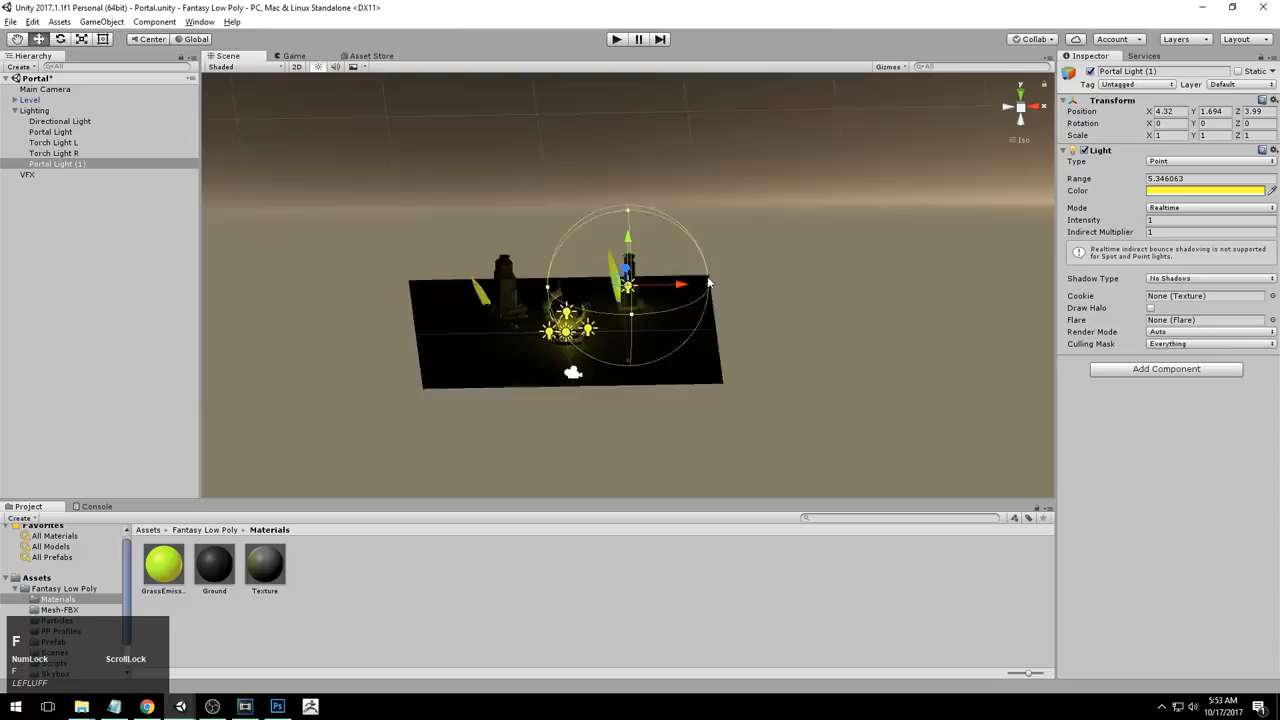 Unity 2017.1.1f1 Personal (64bit) - Portal.unity - Fantasy Low Poly - PC, Mac & Linux Standalone <DX11>
File Edit Assets GameObject Component Window Help
Center Global Collab Account Layers Layout
Hierarchy Scene Game Asset Store Inspector Services
Create All Shaded 2D Gizmos All
Portal Light (1) Static
Portal*
Tag Untagged Layer Default
Main Camera
Level
Transform
Lighting
Position X 4.32 Y 1.694 Z 3.99
Directional Light
Rotation X 0 Y 0 Z 0
Portal Light
Scale X 1 Y 1 Z 1
Torch Light L
Light
Torch Light R
Type Point
Portal Light (1)
VFX
Range 5.346063
Color
Mode Realtime
Intensity 1
Indirect Multiplier 1
Realtime indirect bounce shadowing is not supported for Spot and Point lights.
Shadow Type No Shadows
Cookie None (Texture)
Draw Halo
Flare None (Flare)
Render Mode Auto
Culling Mask Everything
Add Component
y
x
Iso
Project Console
Create
Favorites
All Materials
All Models
All Prefabs
Assets
Fantasy Low Poly
Materials
Mesh-FBX
Particles
PP Profiles
Prefab
Scenes
Scripts
Skybox
Assets Fantasy Low Poly Materials
GrassEmiss... Ground Texture
F
NumLock ScrollLock
F
LEFLUFF
5:53 AM
10/17/2017